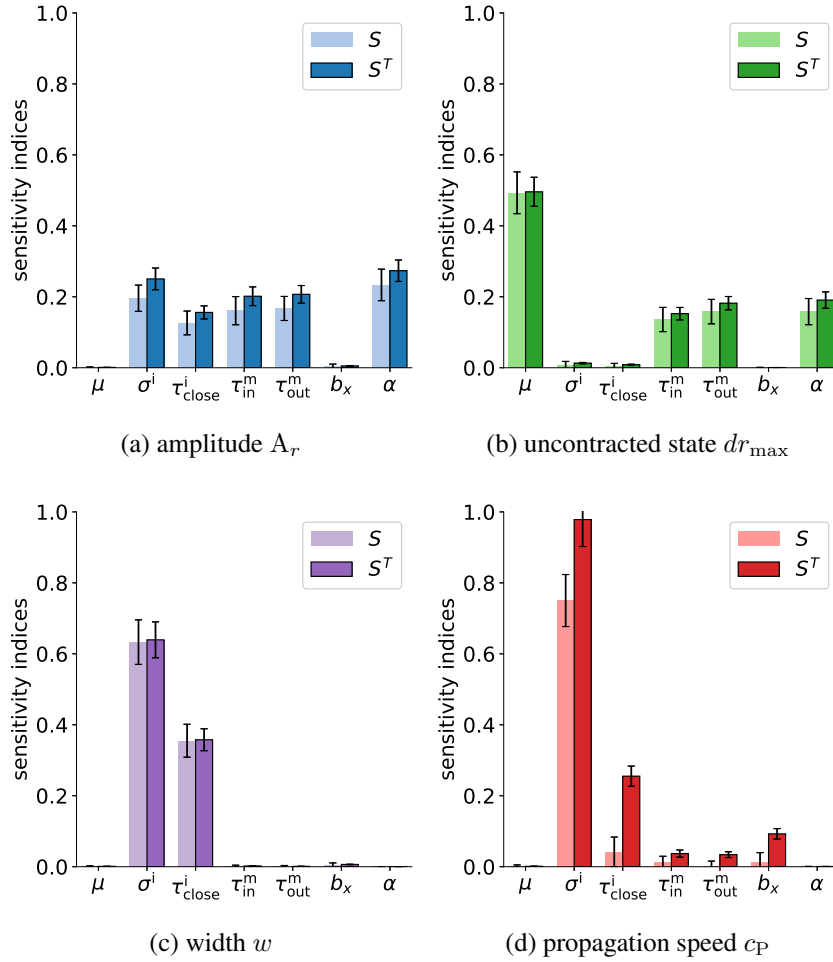 1.0
0.8
0.6
0.4
0.2
0.0
sensitivity indices
S
S^T
μ σ^i τ^i_close τ^m_in τ^m_out b_x α
(a) amplitude A_r
1.0
0.8
0.6
0.4
0.2
0.0
sensitivity indices
S
S^T
μ σ^i τ^i_close τ^m_in τ^m_out b_x α
(b) uncontracted state dr_max
1.0
0.8
0.6
0.4
0.2
0.0
sensitivity indices
S
S^T
μ σ^i τ^i_close τ^m_in τ^m_out b_x α
(c) width w
1.0
0.8
0.6
0.4
0.2
0.0
sensitivity indices
S
S^T
μ σ^i τ^i_close τ^m_in τ^m_out b_x α
(d) propagation speed c_P